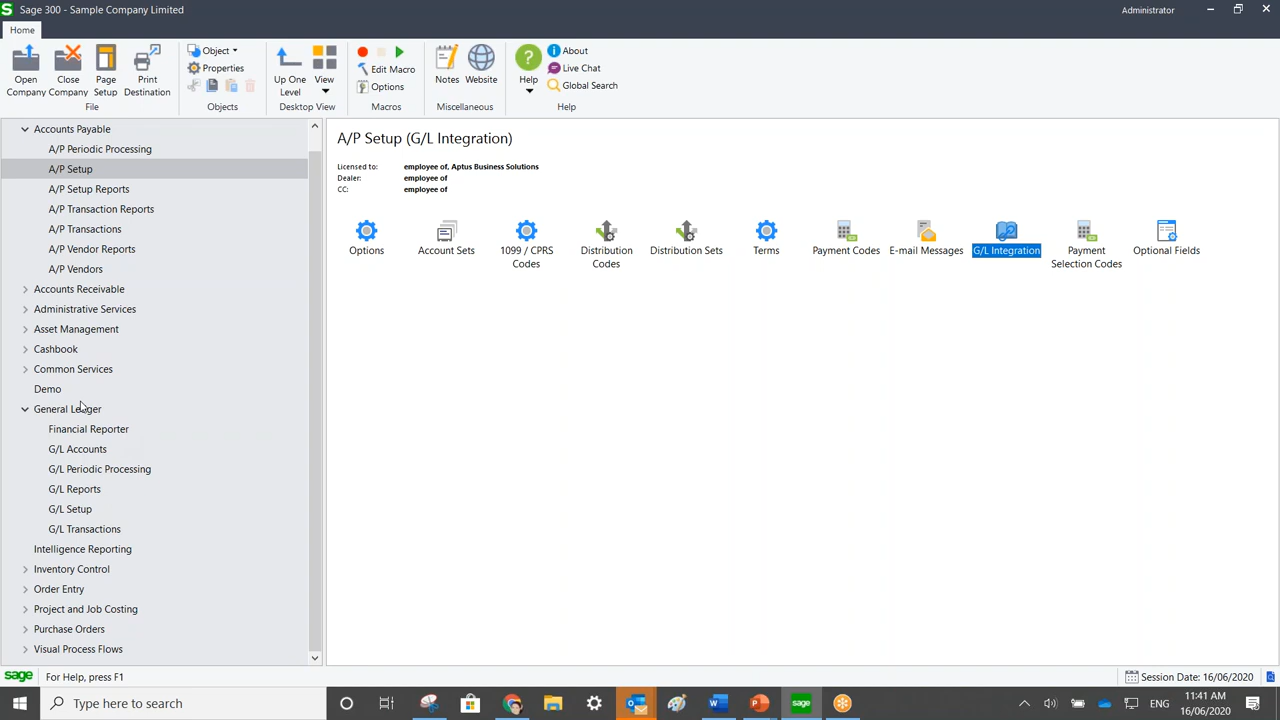 Sage 300 - Sample Company Limited
Administrator
Home
Open Company
Close Company
Page Setup
Print Destination
File
Object
Properties
Objects
Up One Level
View
Desktop View
Edit Macro
Options
Macros
Notes
Website
Miscellaneous
Help
About
Live Chat
Global Search
Help
Accounts Payable
A/P Periodic Processing
A/P Setup
A/P Setup Reports
A/P Transaction Reports
A/P Transactions
A/P Vendor Reports
A/P Vendors
Accounts Receivable
Administrative Services
Asset Management
Cashbook
Common Services
Demo
General Ledger
Financial Reporter
G/L Accounts
G/L Periodic Processing
G/L Reports
G/L Setup
G/L Transactions
Intelligence Reporting
Inventory Control
Order Entry
Project and Job Costing
Purchase Orders
Visual Process Flows
A/P Setup (G/L Integration)
Licensed to: employee of, Aptus Business Solutions
Dealer: employee of
CC: employee of
Options
Account Sets
1099 / CPRS Codes
Distribution Codes
Distribution Sets
Terms
Payment Codes
E-mail Messages
G/L Integration
Payment Selection Codes
Optional Fields
sage For Help, press F1
Session Date: 16/06/2020
Type here to search
sage
ENG
11:41 AM
16/06/2020